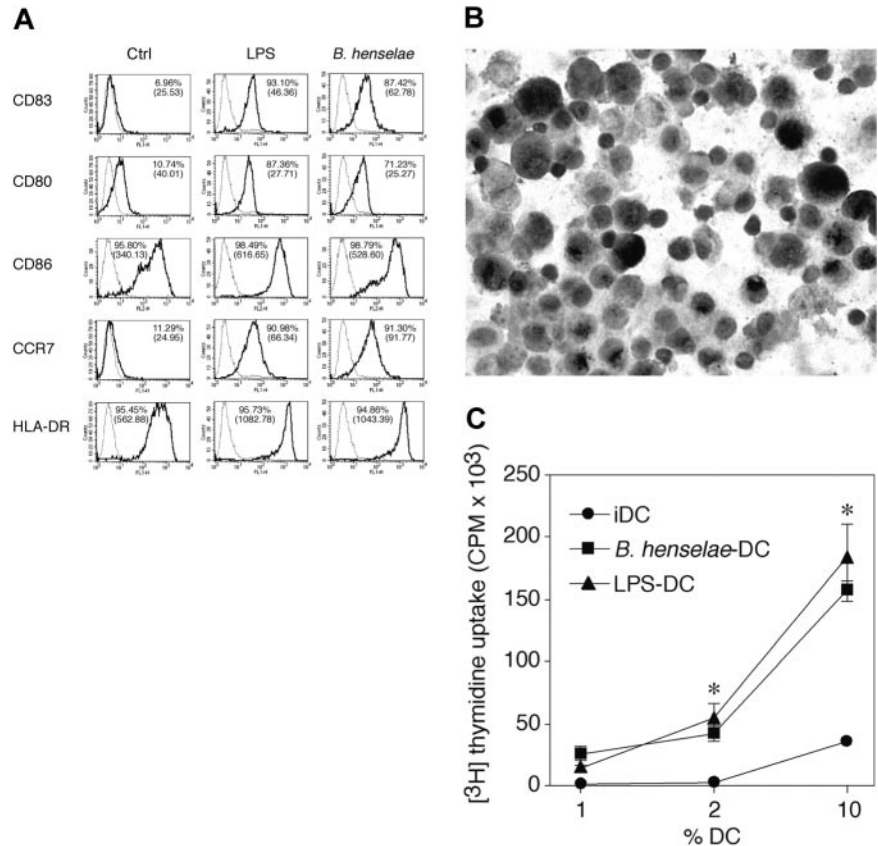 A
Ctrl LPS B. henselae
CD83
6.96%
(25.53)
93.10%
(46.36)
87.42%
(62.78)
CD80
10.74%
(40.01)
87.36%
(27.71)
71.23%
(25.27)
CD86
95.80%
(340.13)
98.49%
(616.65)
98.79%
(528.60)
CCR7
11.29%
(24.95)
90.98%
(66.34)
91.30%
(91.77)
HLA-DR
95.45%
(562.88)
95.73%
(1082.78)
94.86%
(1043.39)
B
C
[3H] thymidine uptake (CPM x 10³)
250
200
150
100
50
0
iDC
B. henselae-DC
LPS-DC
*
*
1 2 10
% DC